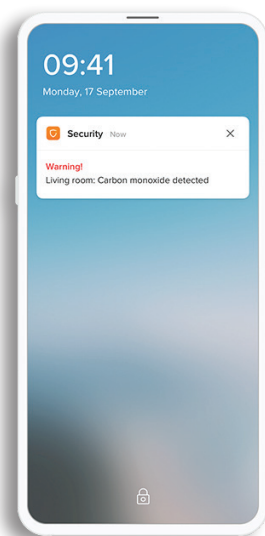 09:41
Monday, 17 September
Security Now
Warning!
Living room: Carbon monoxide detected